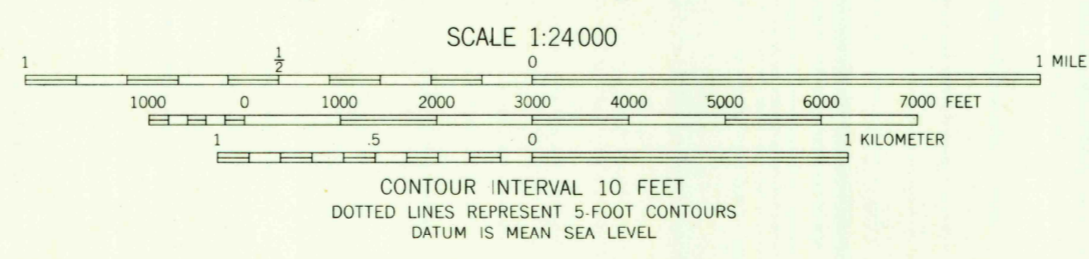 SCALE 1:24 000
1 ½ 0 1 MILE
1000 0 1000 2000 3000 4000 5000 6000 7000 FEET
1 .5 0 1 KILOMETER
CONTOUR INTERVAL 10 FEET
DOTTED LINES REPRESENT 5-FOOT CONTOURS
DATUM IS MEAN SEA LEVEL